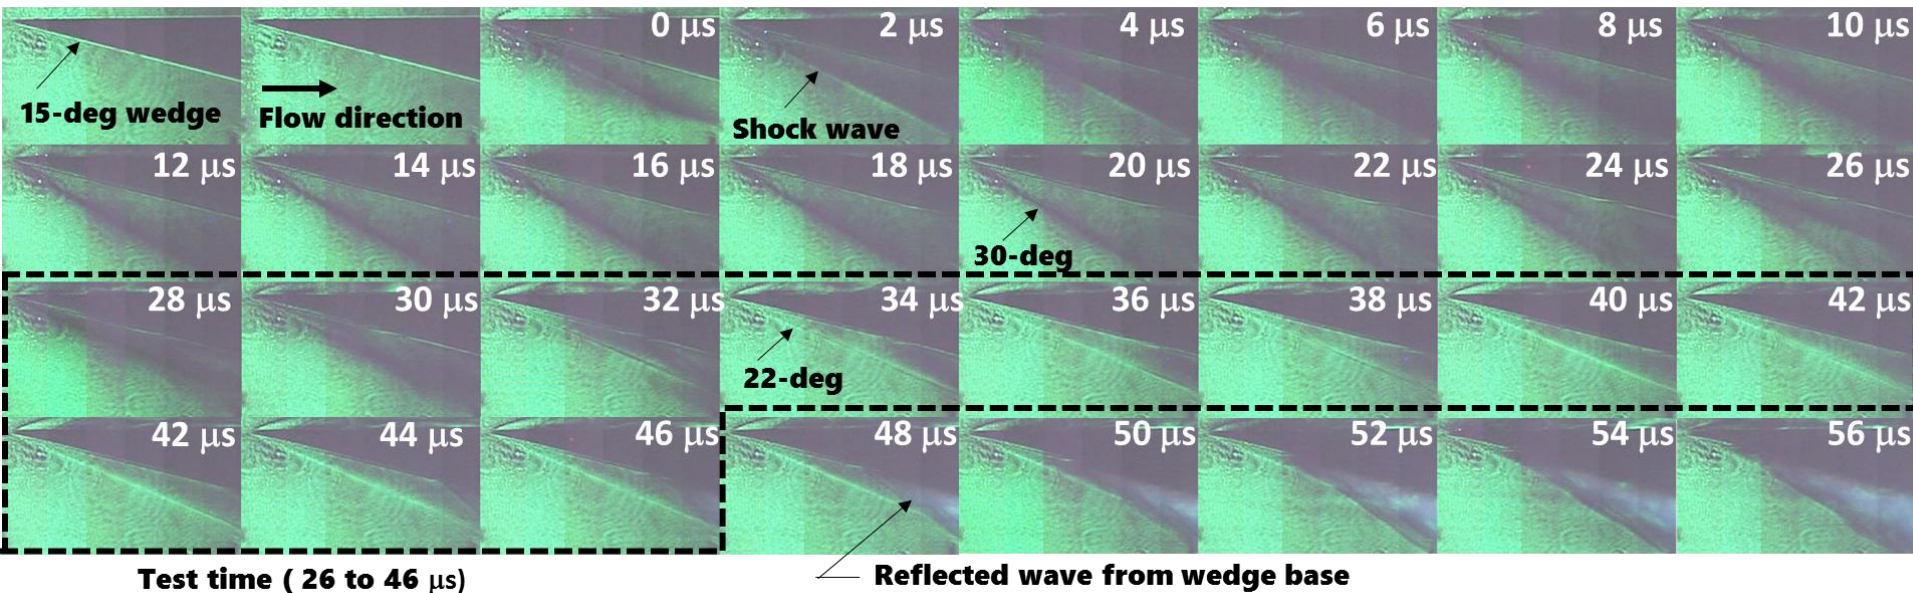 0 μs
2 μs
4 μs
6 μs
8 μs
10 μs
15-deg wedge
Flow direction
Shock wave
12 μs
14 μs
16 μs
18 μs
20 μs
22 μs
24 μs
26 μs
30-deg
28 μs
30 μs
32 μs
34 μs
36 μs
38 μs
40 μs
42 μs
22-deg
42 μs
44 μs
46 μs
48 μs
50 μs
52 μs
54 μs
56 μs
Test time ( 26 to 46 μs)
Reflected wave from wedge base